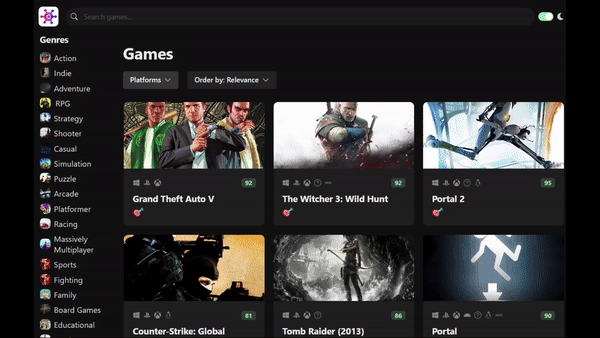 Search games...
Genres
Action
Indie
Adventure
RPG
Strategy
Shooter
Casual
Simulation
Puzzle
Arcade
Platformer
Racing
Massively
Multiplayer
Sports
Fighting
Family
Board Games
Educational
Games
Platforms
Order by: Relevance
92
Grand Theft Auto V
92
The Witcher 3: Wild Hunt
95
Portal 2
81
Counter-Strike: Global
86
Tomb Raider (2013)
90
Portal